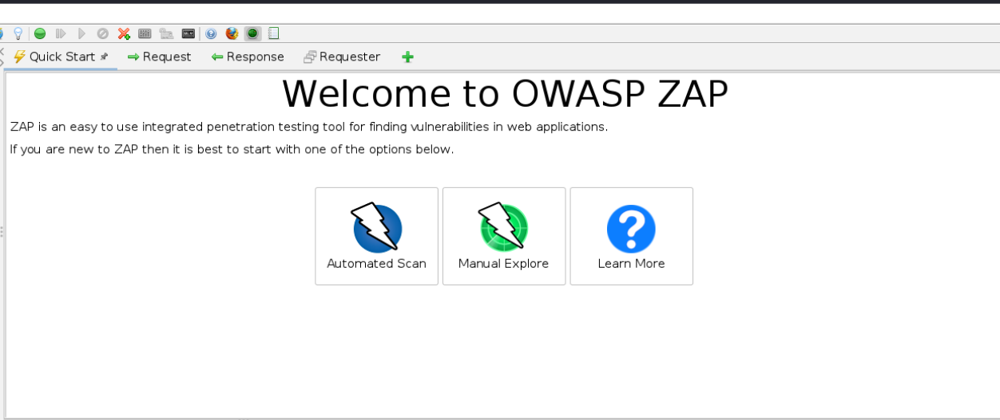 Quick Start Request Response Requester
Welcome to OWASP ZAP
ZAP is an easy to use integrated penetration testing tool for finding vulnerabilities in web applications.
If you are new to ZAP then it is best to start with one of the options below.
Automated Scan Manual Explore Learn More